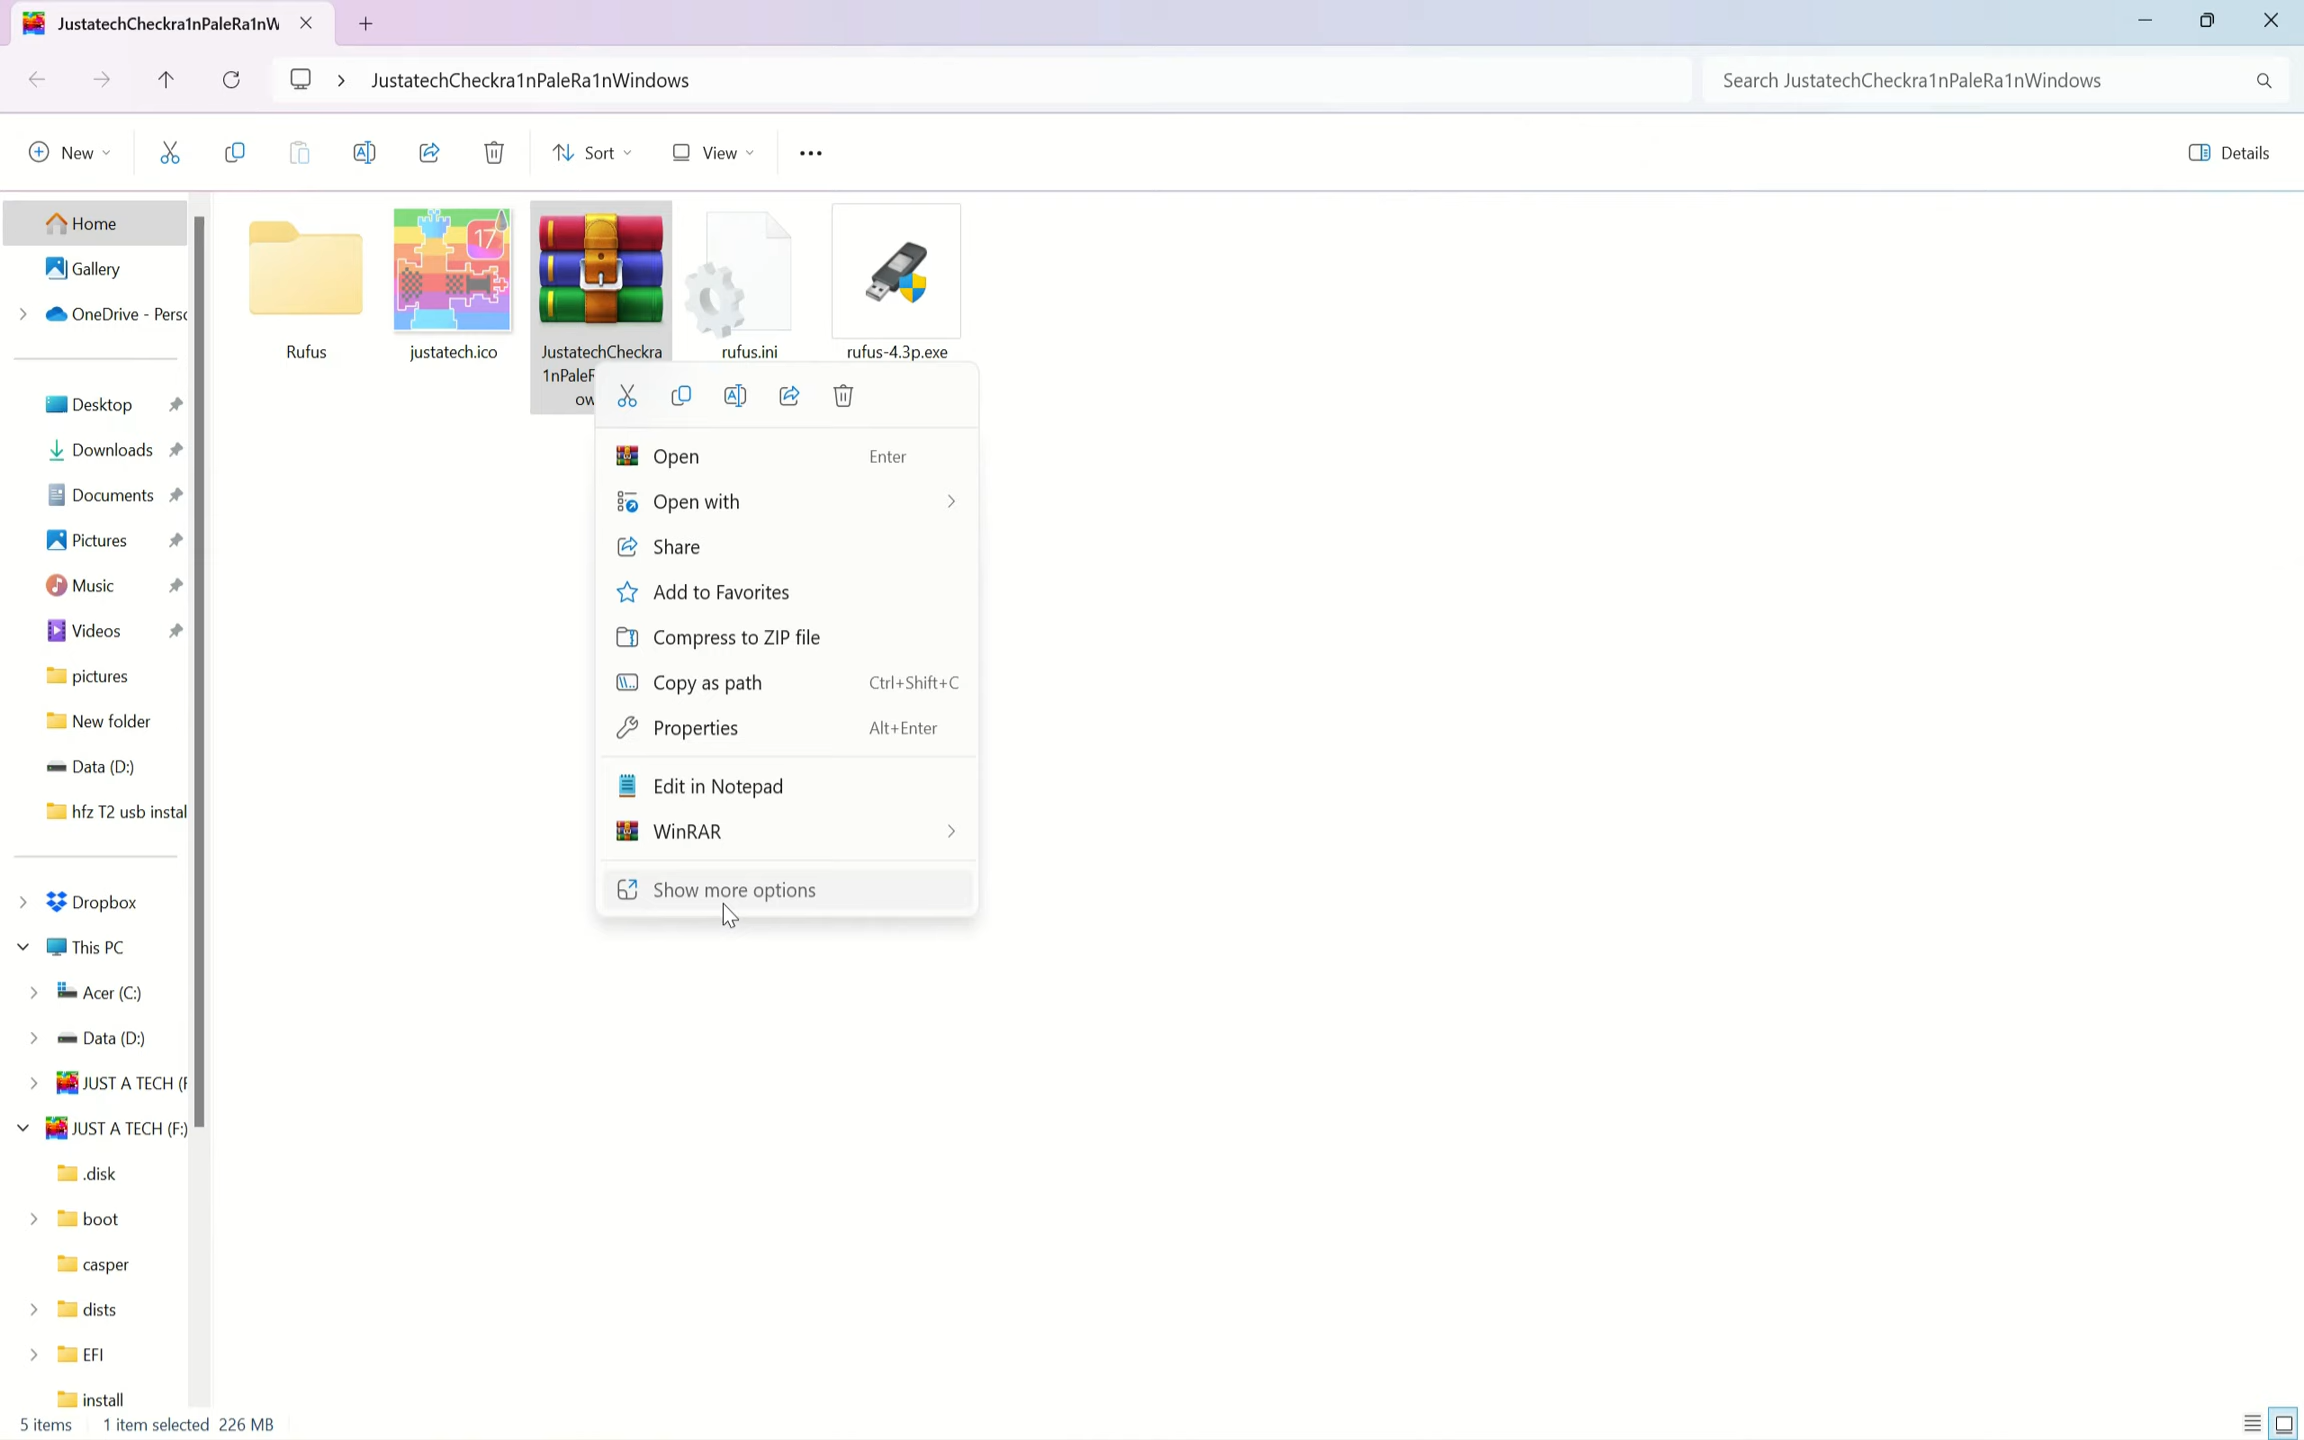 JustatechCheckra1nPaleRa1nW
JustatechCheckra1nPaleRa1nWindows
Search JustatechCheckra1nPaleRa1nWindows
New
Sort
View
Details
Home
Gallery
OneDrive - Perso
Desktop
Downloads
Documents
Pictures
Music
Videos
pictures
New folder
Data (D:)
hfz T2 usb instal
Dropbox
This PC
Acer (C:)
Data (D:)
JUST A TECH (F
JUST A TECH (F:)
.disk
boot
casper
dists
EFI
install
17
Rufus
justatech.ico
JustatechCheckra
1nPaleR
ow
rufus.ini
rufus-4.3p.exe
Open Enter
Open with
Share
Add to Favorites
Compress to ZIP file
Copy as path Ctrl+Shift+C
Properties Alt+Enter
Edit in Notepad
WinRAR
Show more options
5 items 1 item selected 226 MB